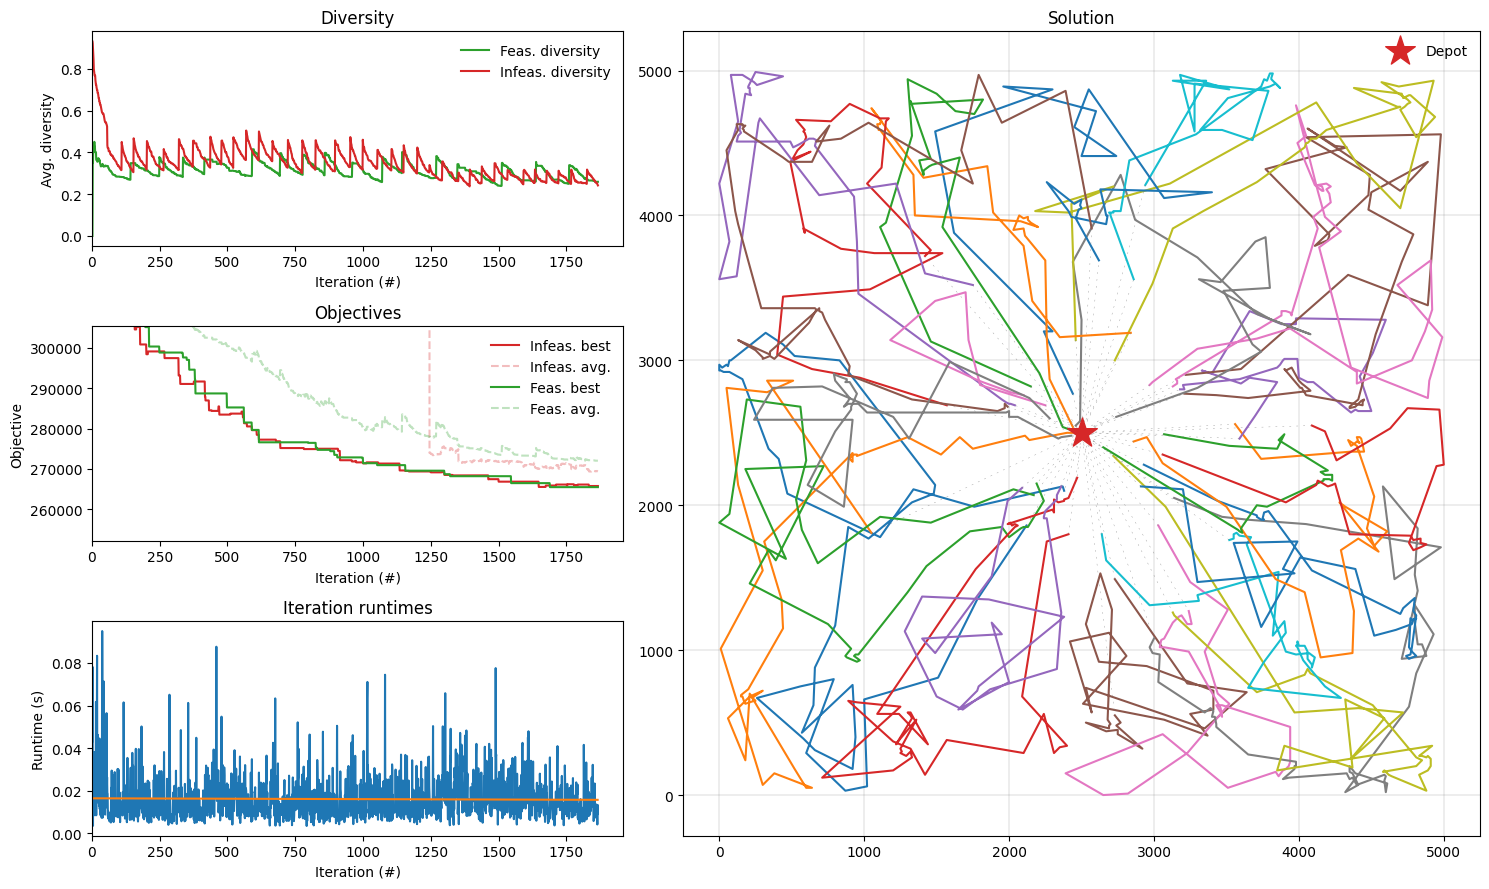 Diversity
Avg. diversity
0.8
0.6
0.4
0.2
0.0
Feas. diversity
Infeas. diversity
0 250 500 750 1000 1250 1500 1750
Iteration (#)
Objectives
Objective
300000
290000
280000
270000
260000
Infeas. best
Infeas. avg.
Feas. best
Feas. avg.
0 250 500 750 1000 1250 1500 1750
Iteration (#)
Iteration runtimes
Runtime (s)
0.08
0.06
0.04
0.02
0.00
0 250 500 750 1000 1250 1500 1750
Iteration (#)
Solution
Depot
5000
4000
3000
2000
1000
0
0 1000 2000 3000 4000 5000